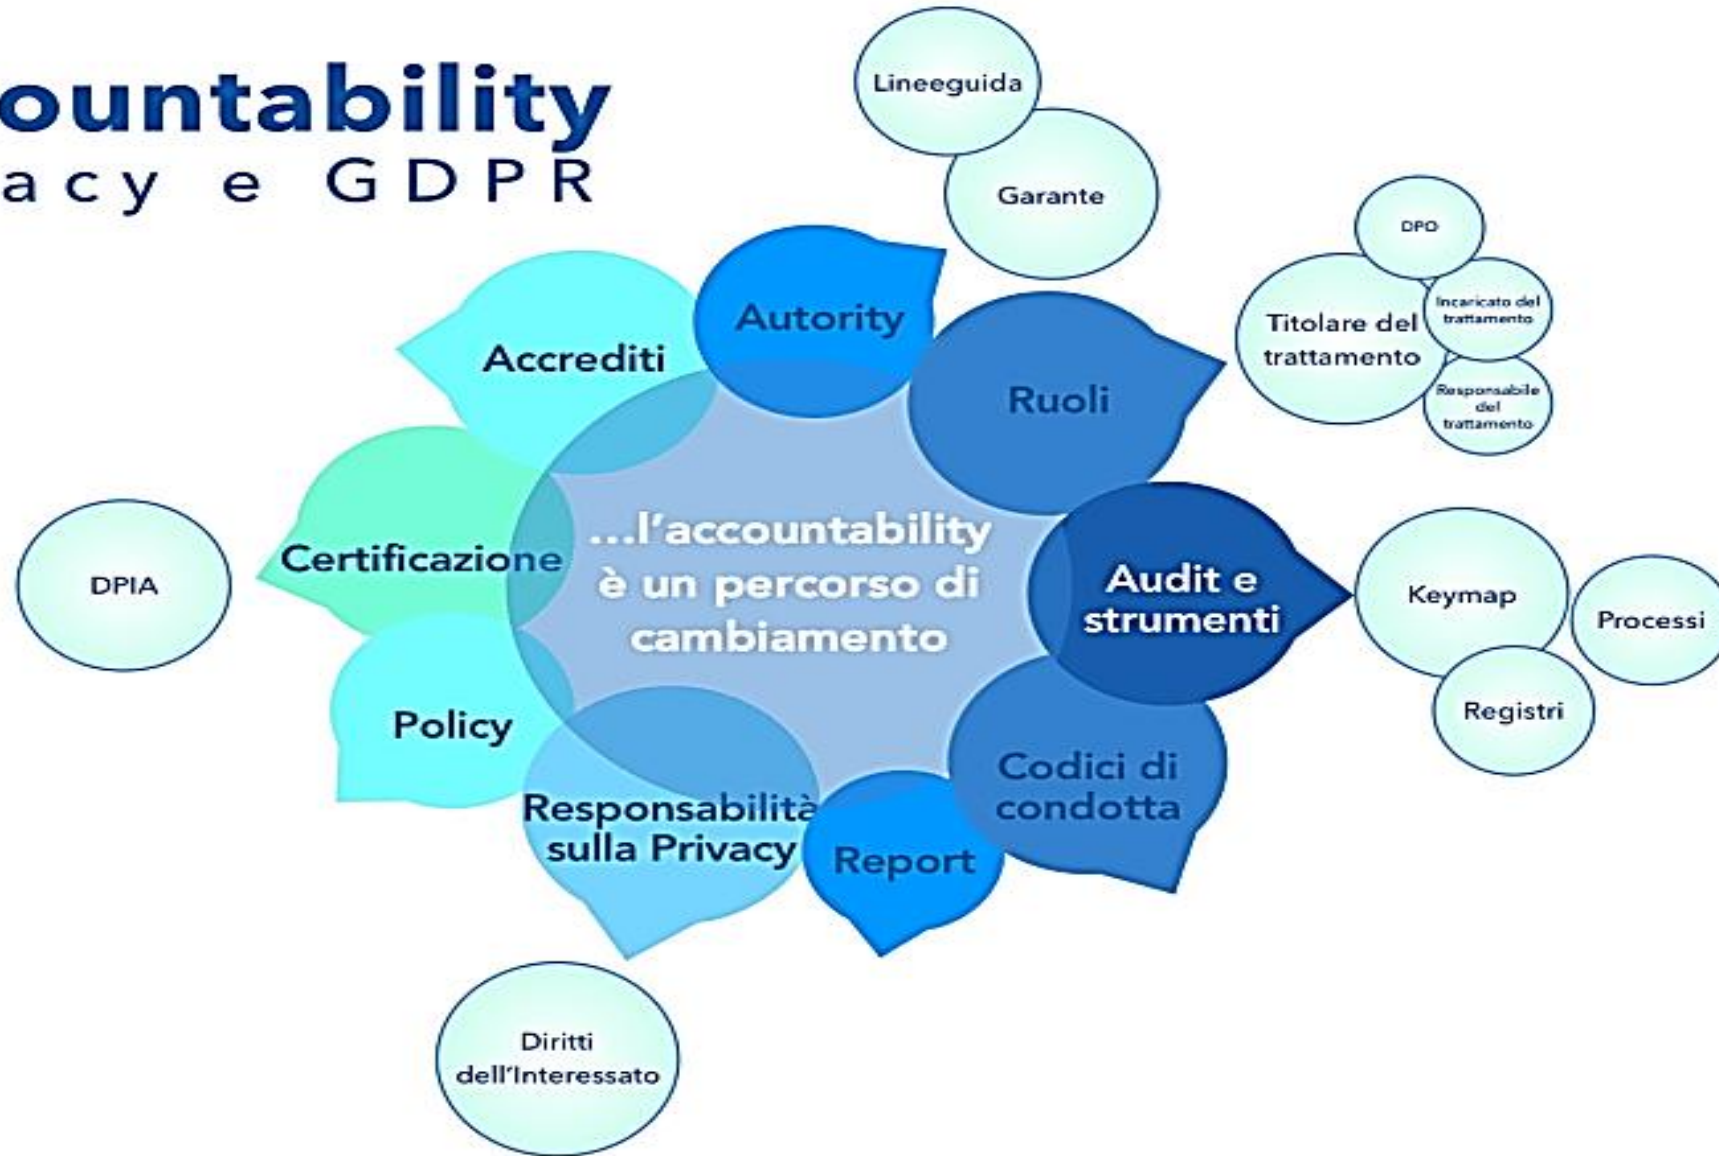 ountability
acy e GDPR
Lineeguida
Garante
DPO
Incaricato del
trattamento
Titolare del
trattamento
Responsabile
del
trattamento
Autority
Accrediti
Ruoli
...l'accountability
è un percorso di
cambiamento
Certificazione
DPIA
Audit e
strumenti
Keymap
Processi
Registri
Policy
Codici di
condotta
Responsabilità
sulla Privacy
Report
Diritti
dell'Interessato